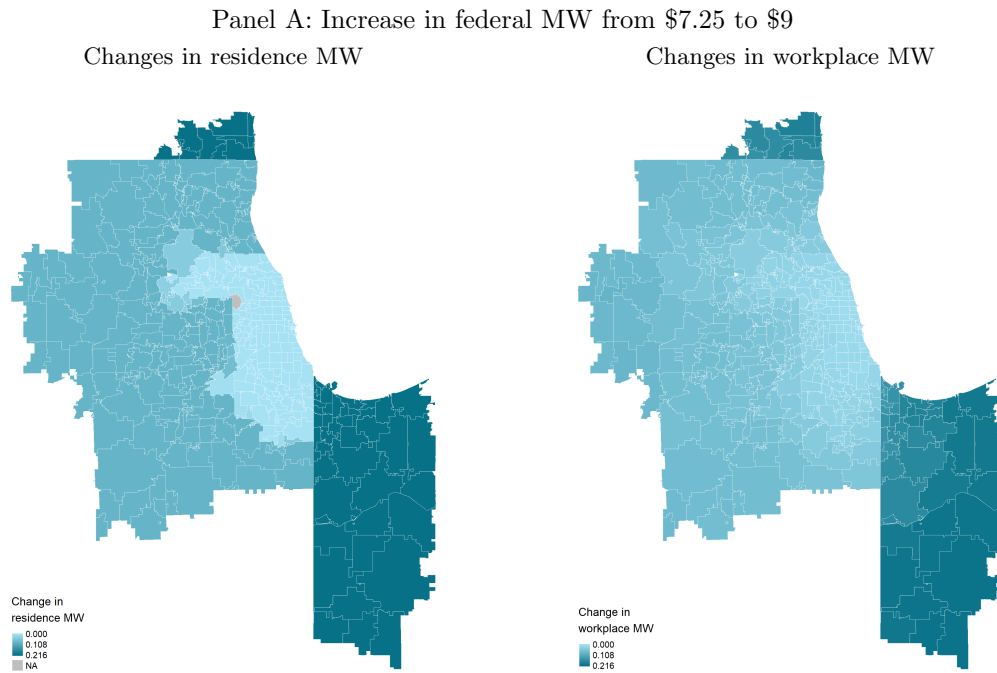 Panel A: Increase in federal MW from $7.25 to $9
Changes in residence MW
Changes in workplace MW
Change in
residence MW
0.000
0.108
0.216
NA
Change in
workplace MW
0.000
0.108
0.216